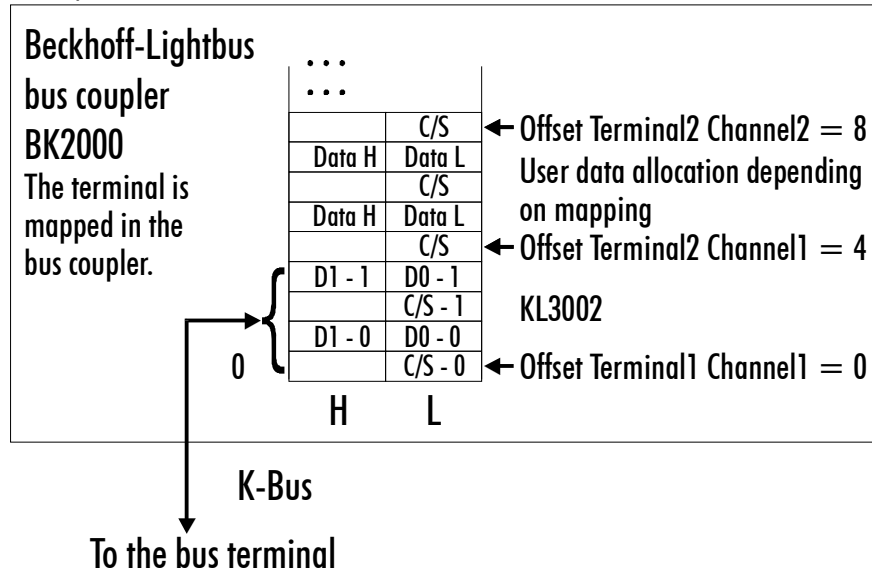 Beckhoff-Lightbus
bus coupler
BK2000
The terminal is
mapped in the
bus coupler.
...
...
C/S
Data H Data L
C/S
Data H Data L
C/S
D1 - 1 D0 - 1
C/S - 1
D1 - 0 D0 - 0
C/S - 0
0
H L
Offset Terminal2 Channel2 = 8
User data allocation depending
on mapping
Offset Terminal2 Channel1 = 4
KL3002
Offset Terminal1 Channel1 = 0
K-Bus
To the bus terminal